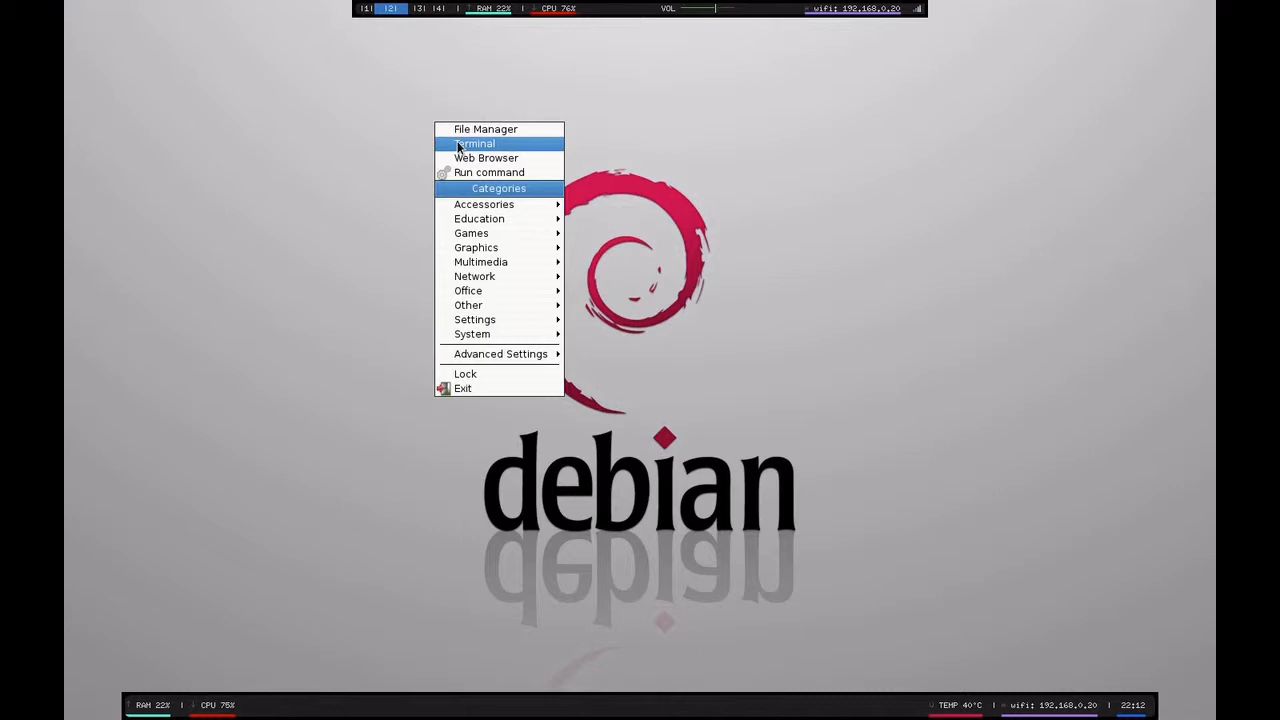 |1| |2| |3| |4| | RAM 22% | CPU 76% VOL wifi: 192.168.0.20
File Manager
Terminal
Web Browser
Run command
Categories
Accessories
Education
Games
Graphics
Multimedia
Network
Office
Other
Settings
System
Advanced Settings
Lock
Exit
debian
RAM 22% | CPU 75% TEMP 40°C | wifi: 192.168.0.20 | 22:12